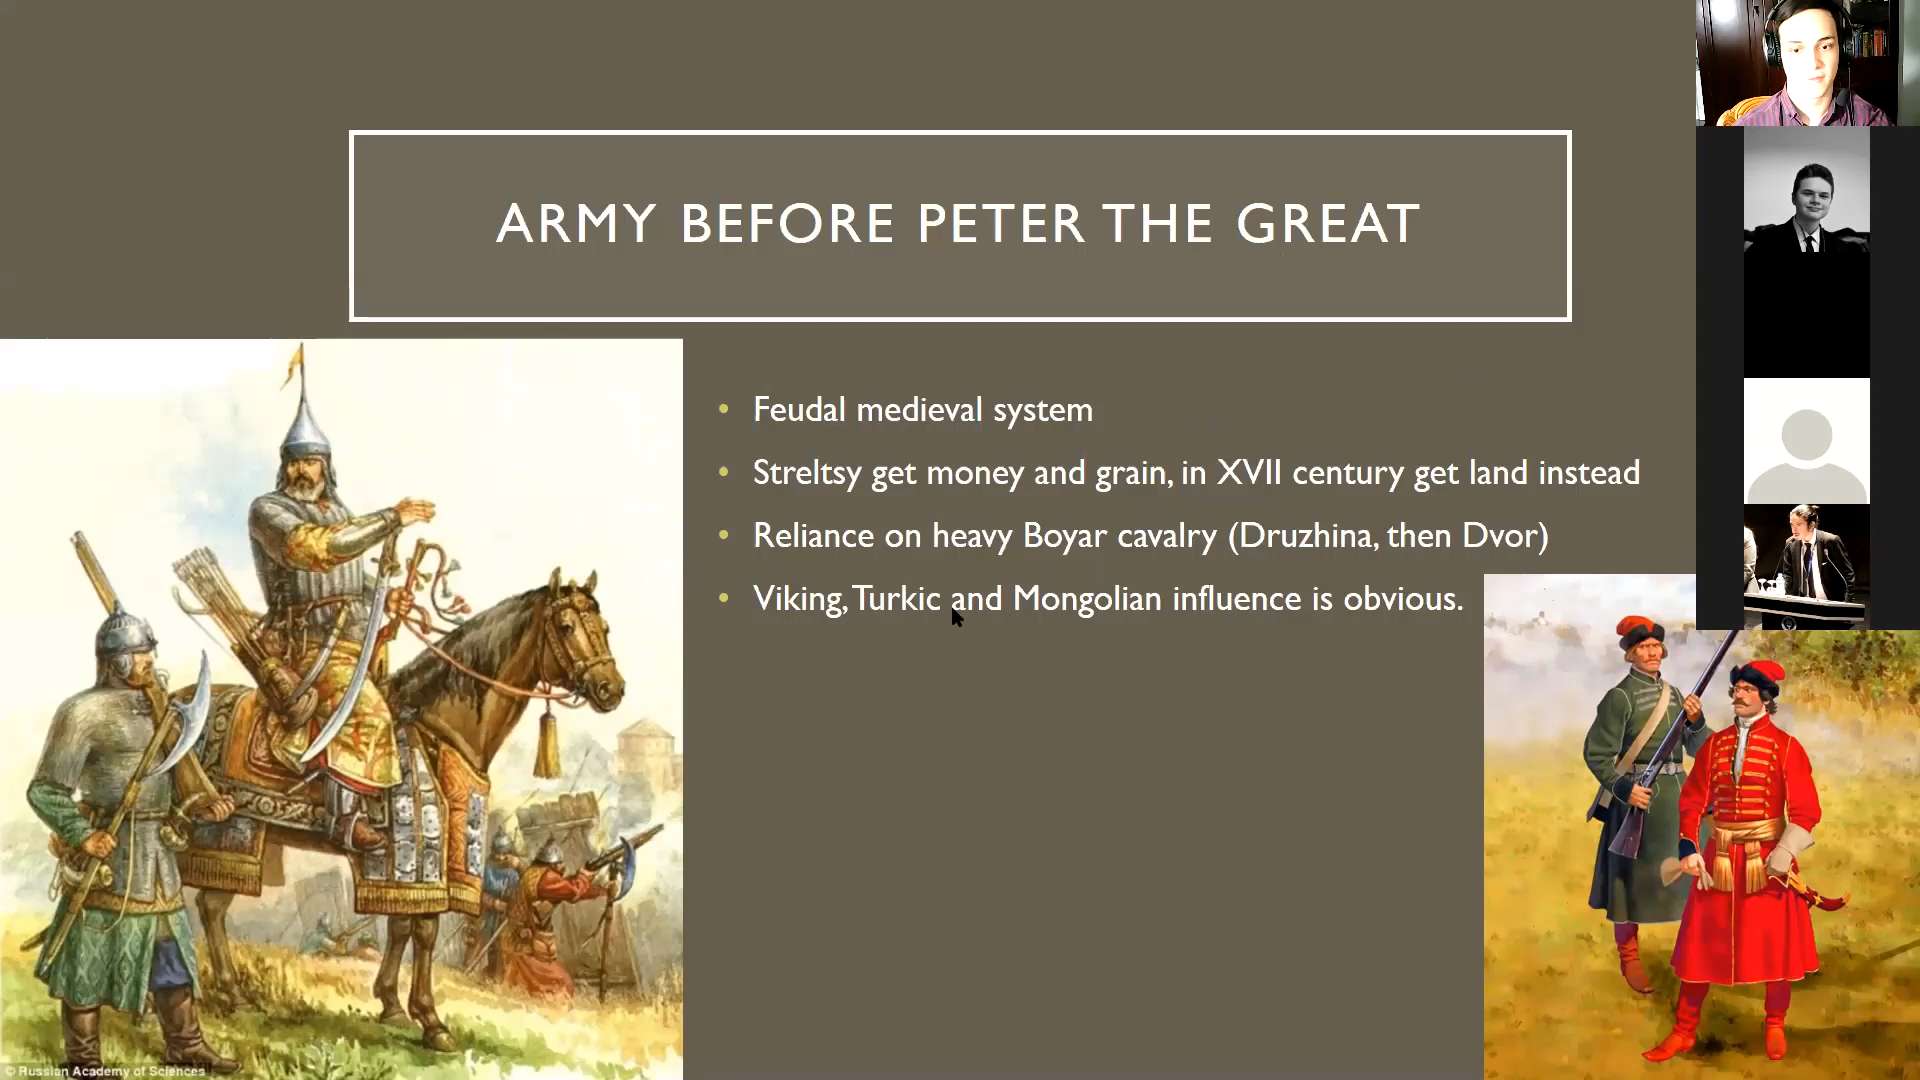 ARMY BEFORE PETER THE GREAT
• Feudal medieval system
• Streltsy get money and grain, in XVII century get land instead
• Reliance on heavy Boyar cavalry (Druzhina, then Dvor)
• Viking, Turkic and Mongolian influence is obvious.
© Russian Academy of Sciences